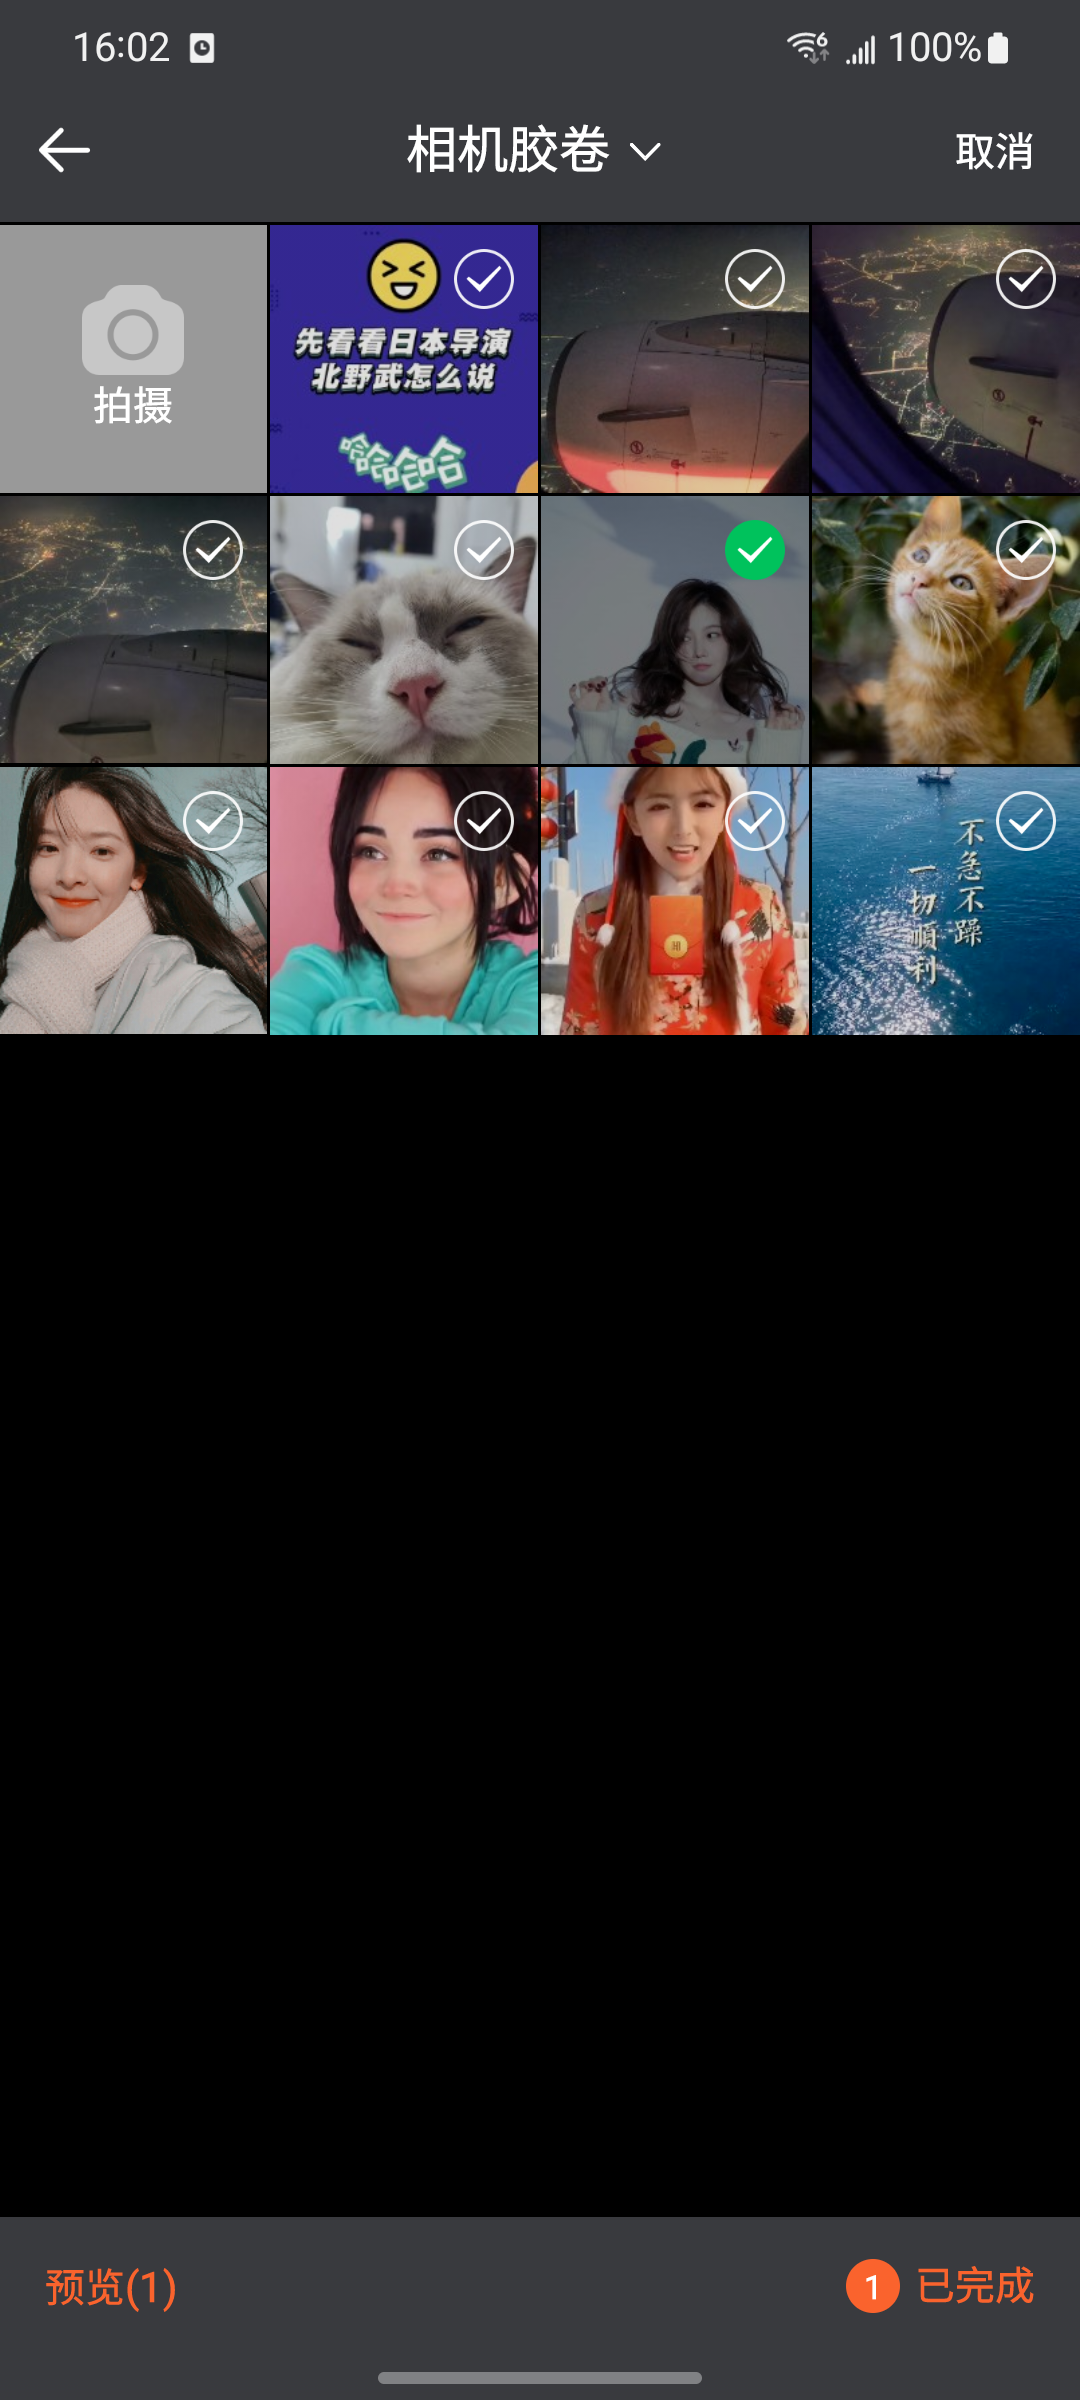 16:02
6
100%
相机胶卷
取消
拍摄
先看看日本导演
北野武怎么说
哈哈哈哈
不急不躁
一切顺利
预览(1)
1 已完成